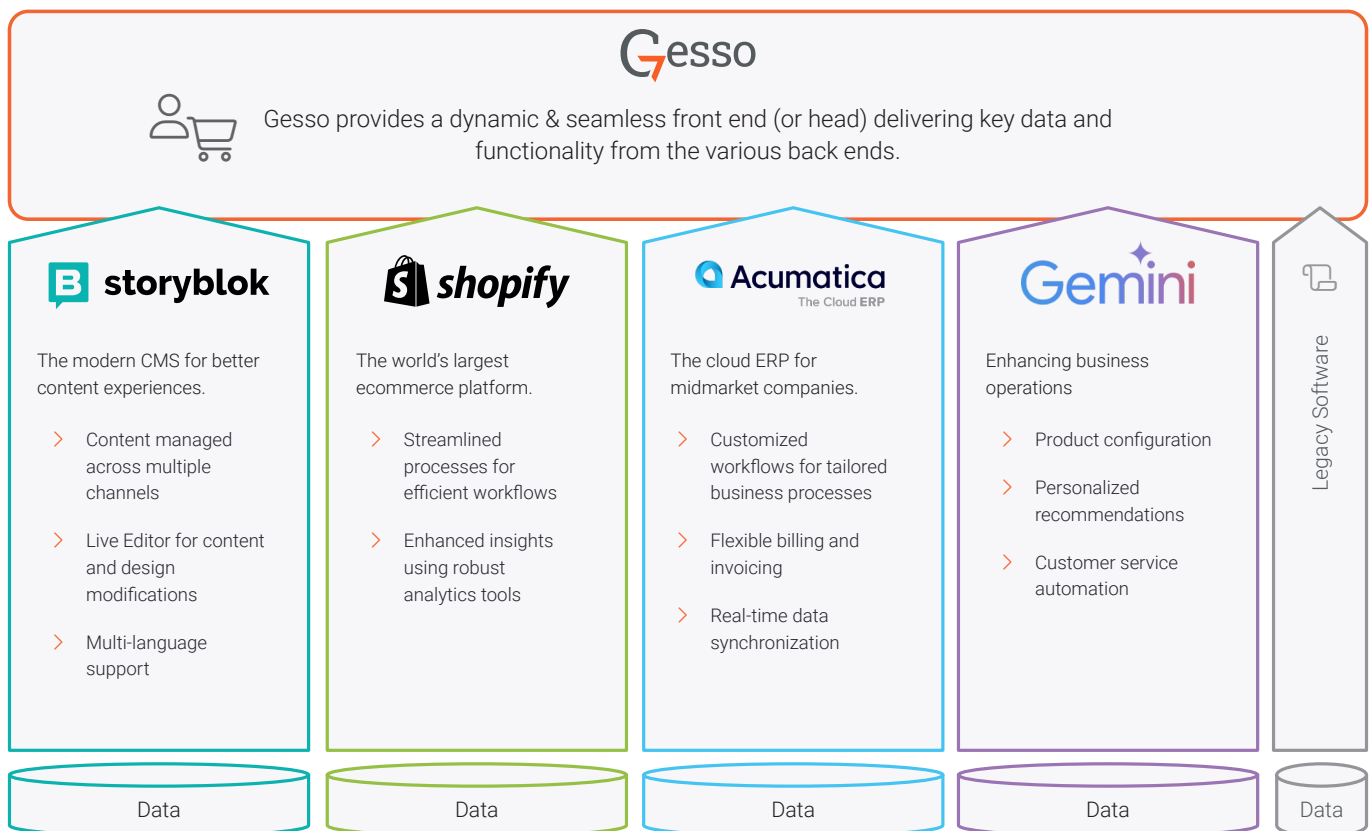 Gesso
Gesso provides a dynamic & seamless front end (or head) delivering key data and
functionality from the various back ends.
B storyblok
The modern CMS for better
content experiences.
Content managed
across multiple
channels
Live Editor for content
and design
modifications
Multi-language
support
Data
S shopify
The world’s largest
ecommerce platform.
Streamlined
processes for
efficient workflows
Enhanced insights
using robust
analytics tools
Data
Acumatica
The Cloud ERP
The cloud ERP for
midmarket companies.
Customized
workflows for tailored
business processes
Flexible billing and
invoicing
Real-time data
synchronization
Data
Gemini
Enhancing business
operations
Product configuration
Personalized
recommendations
Customer service
automation
Data
Legacy Software
Data